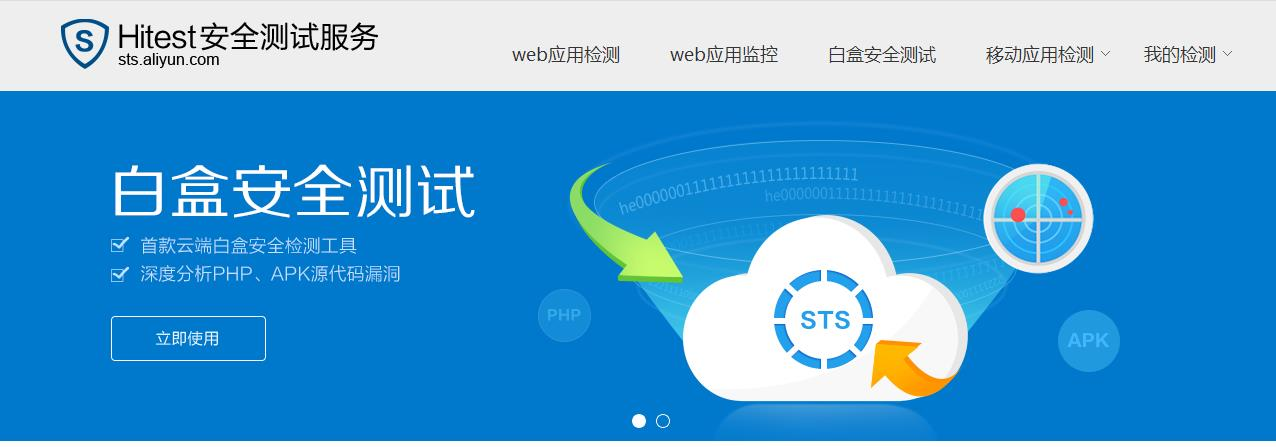 S
Hitest安全测试服务
sts.aliyun.com
web应用检测
web应用监控
白盒安全测试
移动应用检测
我的检测
白盒安全测试
首款云端白盒安全检测工具
深度分析PHP、APK源代码漏洞
立即使用
PHP
STS
APK